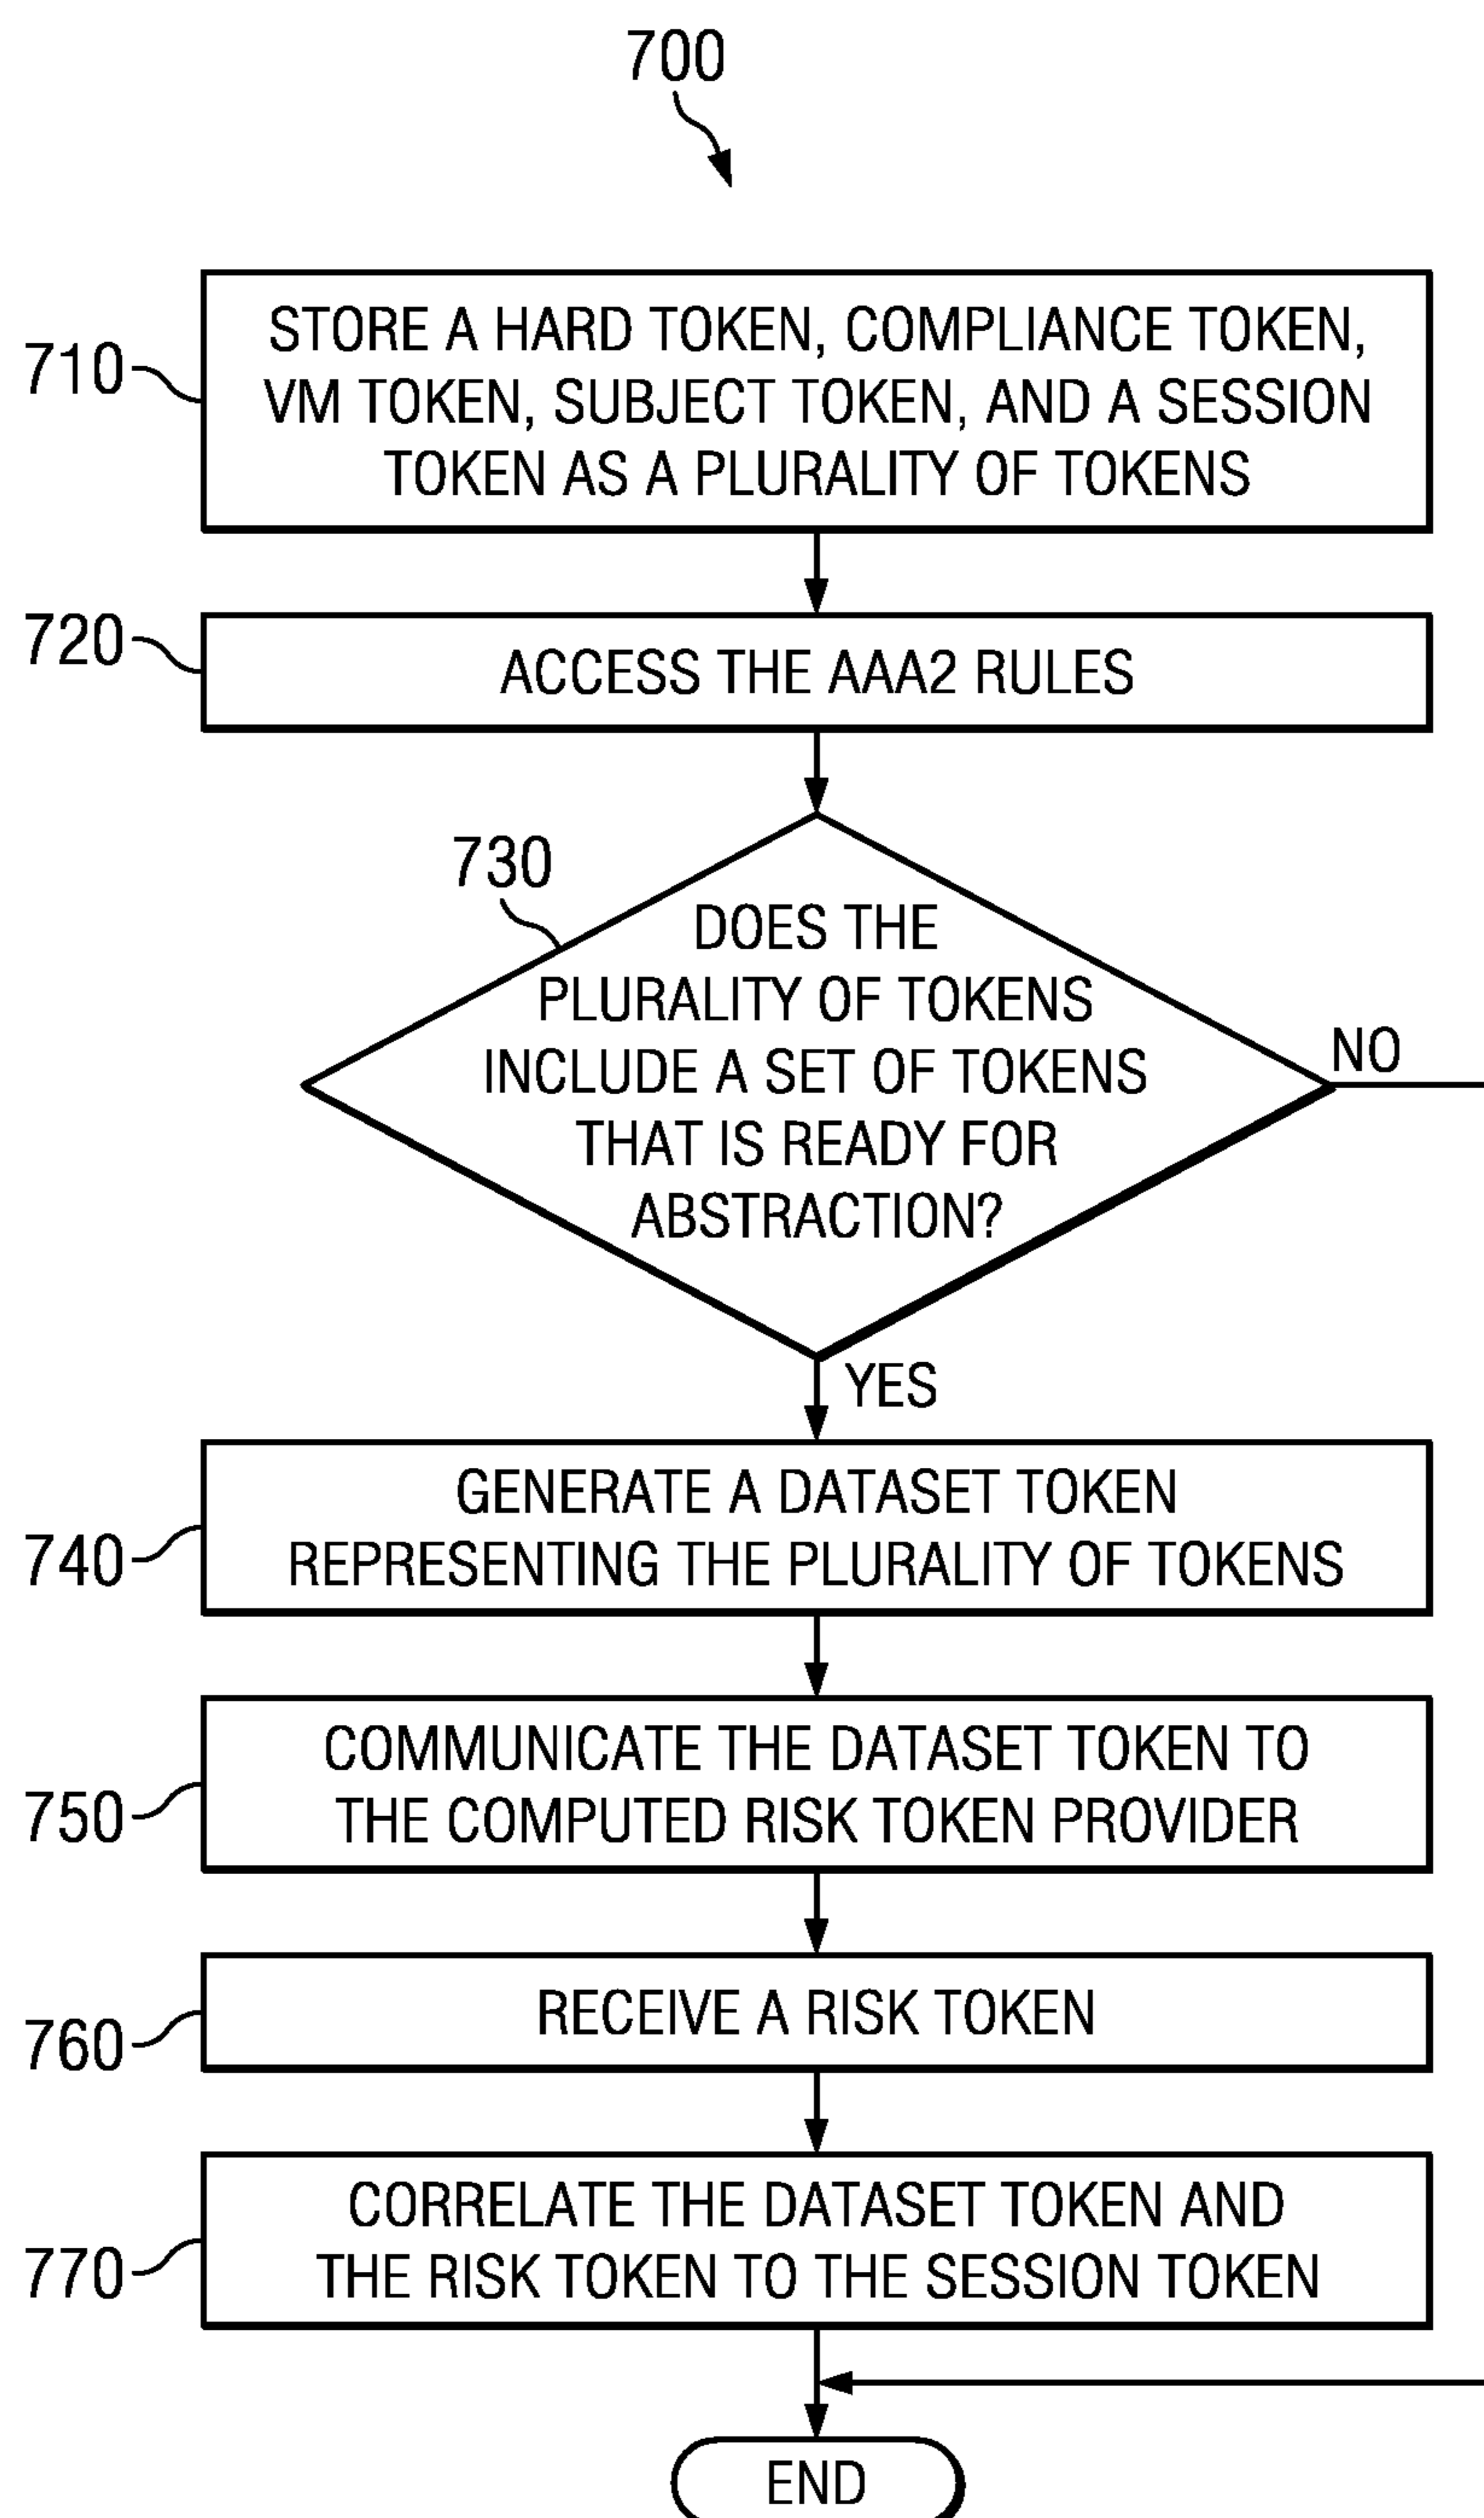 700
710
STORE A HARD TOKEN, COMPLIANCE TOKEN,
VM TOKEN, SUBJECT TOKEN, AND A SESSION
TOKEN AS A PLURALITY OF TOKENS
720
ACCESS THE AAA2 RULES
730
DOES THE
PLURALITY OF TOKENS
INCLUDE A SET OF TOKENS
THAT IS READY FOR
ABSTRACTION?
NO
YES
740
GENERATE A DATASET TOKEN
REPRESENTING THE PLURALITY OF TOKENS
750
COMMUNICATE THE DATASET TOKEN TO
THE COMPUTED RISK TOKEN PROVIDER
760
RECEIVE A RISK TOKEN
770
CORRELATE THE DATASET TOKEN AND
THE RISK TOKEN TO THE SESSION TOKEN
END